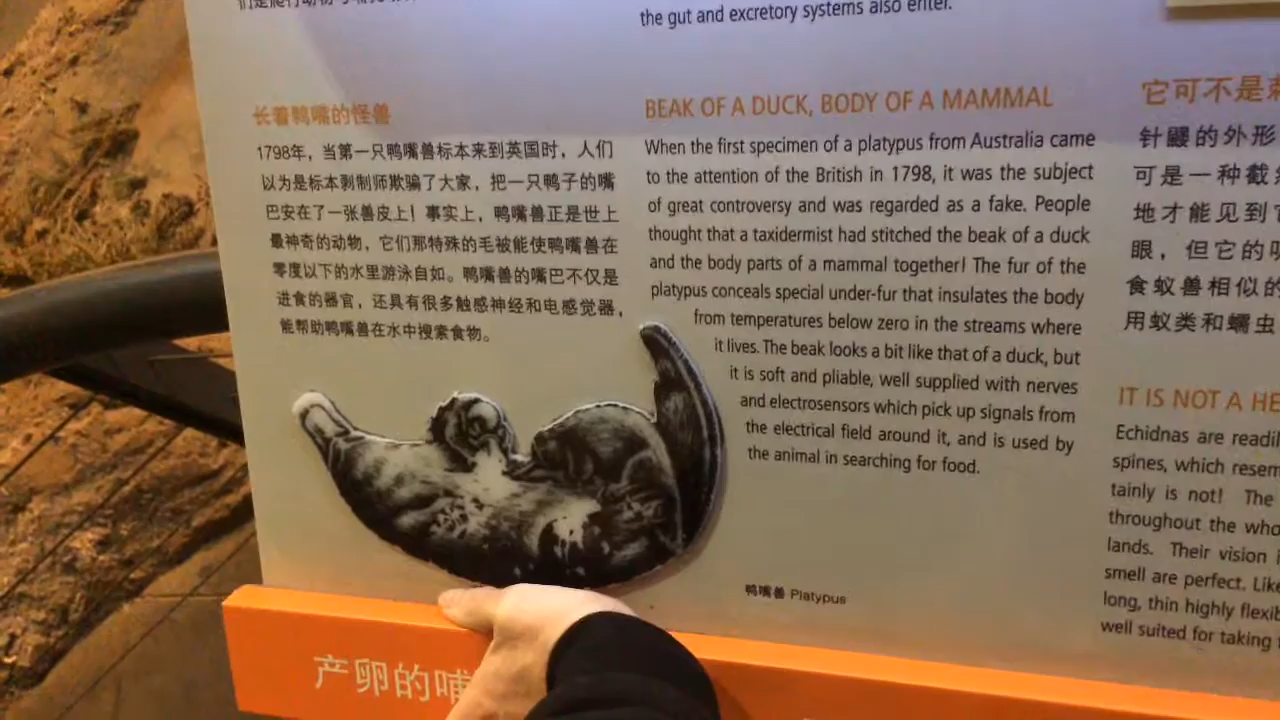 the gut and excretory systems also enter.
长着鸭嘴的怪兽
1798年，当第一只鸭嘴兽标本来到英国时，人们
以为是标本剥制师欺骗了大家，把一只鸭子的嘴
巴安在了一张兽皮上！事实上，鸭嘴兽正是世上
最神奇的动物，它们那特殊的毛被能使鸭嘴兽在
零度以下的水里游泳自如。鸭嘴兽的嘴巴不仅是
进食的器官，还具有很多触感神经和电感觉器，
能帮助鸭嘴兽在水中搜索食物。
BEAK OF A DUCK, BODY OF A MAMMAL
When the first specimen of a platypus from Australia came
to the attention of the British in 1798, it was the subject
of great controversy and was regarded as a fake. People
thought that a taxidermist had stitched the beak of a duck
and the body parts of a mammal together! The fur of the
platypus conceals special under-fur that insulates the body
from temperatures below zero in the streams where
it lives. The beak looks a bit like that of a duck, but
it is soft and pliable, well supplied with nerves
and electrosensors which pick up signals from
the electrical field around it, and is used by
the animal in searching for food.
鸭嘴兽 Platypus
它可不是
针鼹的外形
可是一种截
地才能见到
眼，但它的
食蚁兽相似的
用蚁类和蠕虫
IT IS NOT A HE
Echidnas are readil
spines, which resem
tainly is not! The
throughout the who
lands. Their vision i
smell are perfect. Like
long, thin highly flexib
well suited for taking
产卵的哺